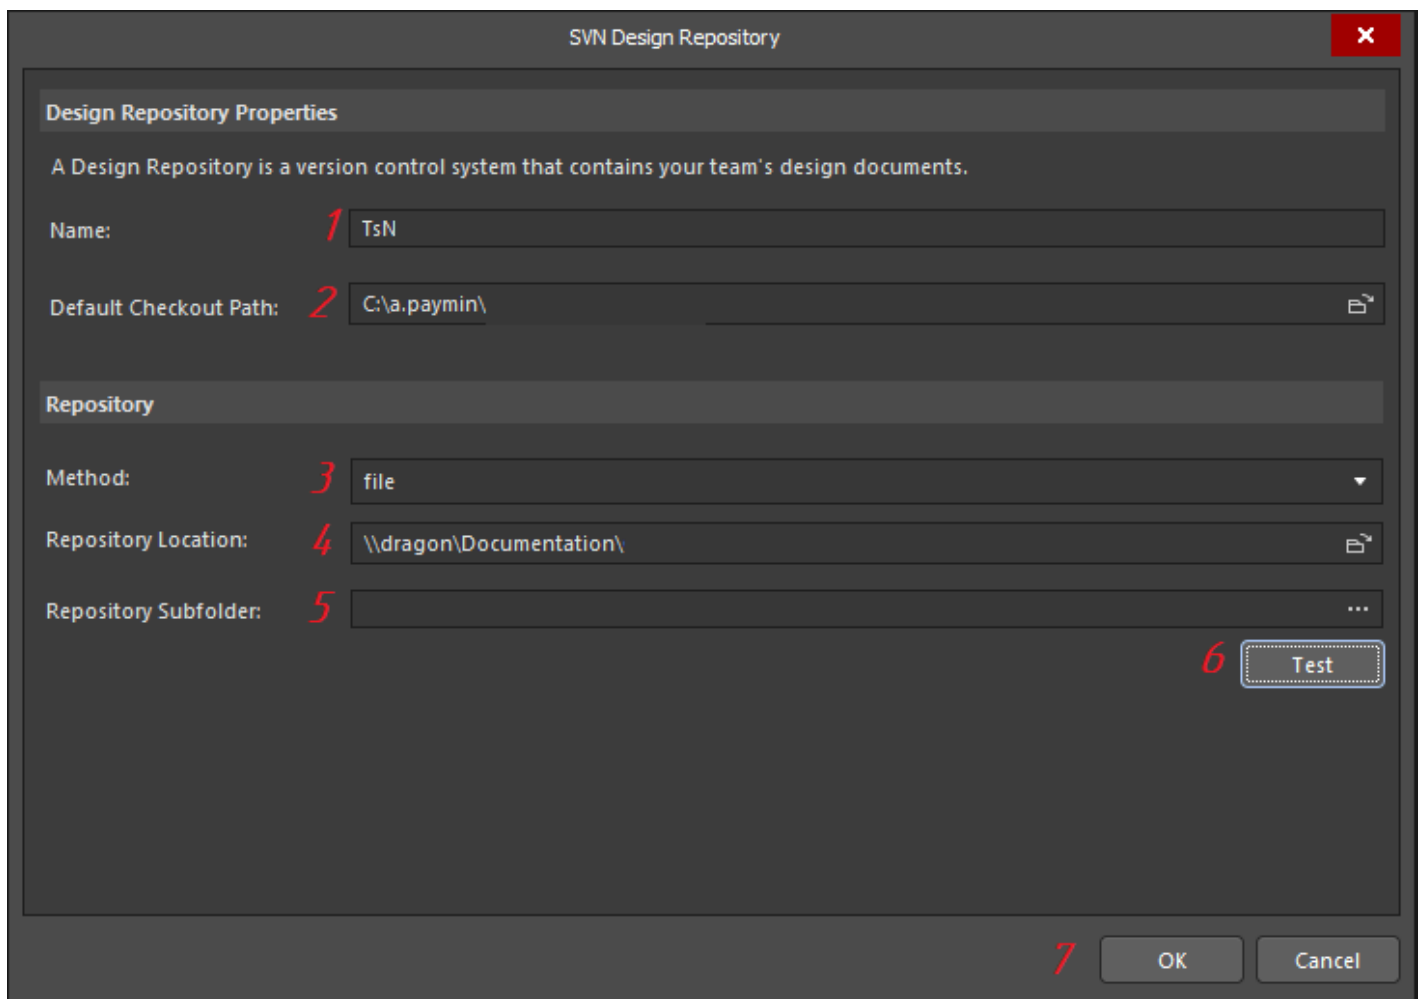 SVN Design Repository
Design Repository Properties
A Design Repository is a version control system that contains your team's design documents.
Name: 1 TsN
Default Checkout Path: 2 C:\a.paymin\
Repository
Method: 3 file
Repository Location: 4 \\dragon\Documentation\
Repository Subfolder: 5 ...
6 Test
7 OK Cancel